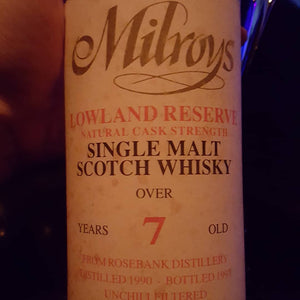 Milroys
LOWLAND RESERVE
NATURAL CASK STRENGTH
SINGLE MALT
SCOTCH WHISKY
OVER
YEARS 7 OLD
FROM ROSEBANK DISTILLERY
DISTILLED 1990 - BOTTLED
UNCHILLFILTERED